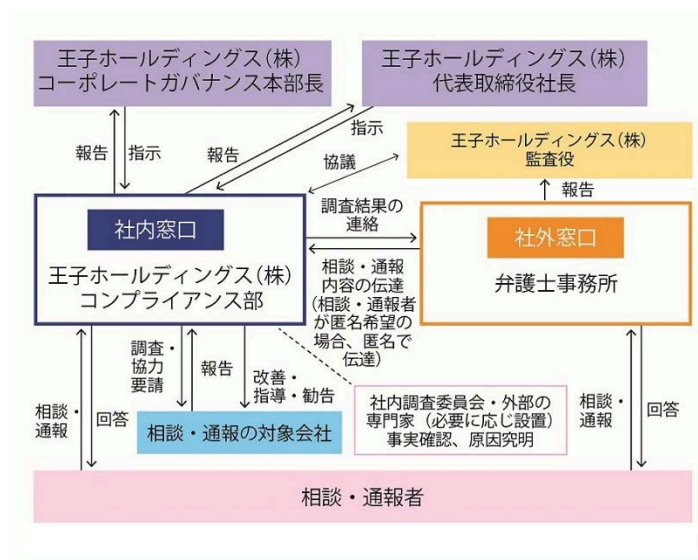 王子ホールディングス(株)
コーポレートガバナンス本部長
王子ホールディングス(株)
代表取締役社長
報告
指示
報告
指示
協議
王子ホールディングス(株)
監査役
報告
社内窓口
王子ホールディングス(株)
コンプライアンス部
調査結果の
連絡
相談・通報
内容の伝達
(相談・通報者
が匿名希望の
場合、匿名で
伝達)
社外窓口
弁護士事務所
相談・
通報
回答
調査・
協力
要請
報告
改善・
指導・勧告
相談・通報の対象会社
社内調査委員会・外部の
専門家(必要に応じ設置)
事実確認、原因究明
相談・
通報
回答
相談・通報者